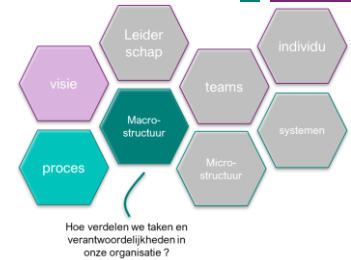 Leider
schap
individu
visie
teams
Macro-
structuur
systemen
proces
Micro-
structuur
Hoe verdelen we taken en
verantwoordelijkheden in
onze organisatie ?